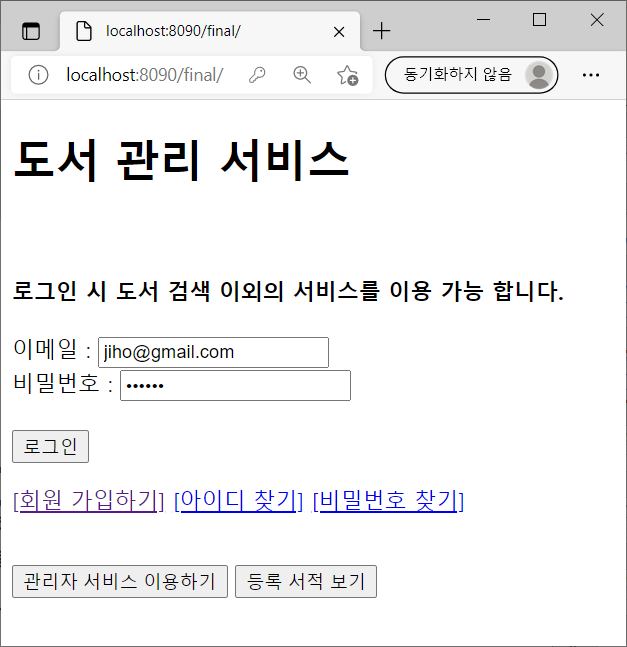 localhost:8090/final/
localhost:8090/final/ 동기화하지 않음
도서 관리 서비스
로그인 시 도서 검색 이외의 서비스를 이용 가능 합니다.
이메일 : jiho@gmail.com
비밀번호 : ••••••
로그인
[회원 가입하기] [아이디 찾기] [비밀번호 찾기]
관리자 서비스 이용하기 등록 서적 보기